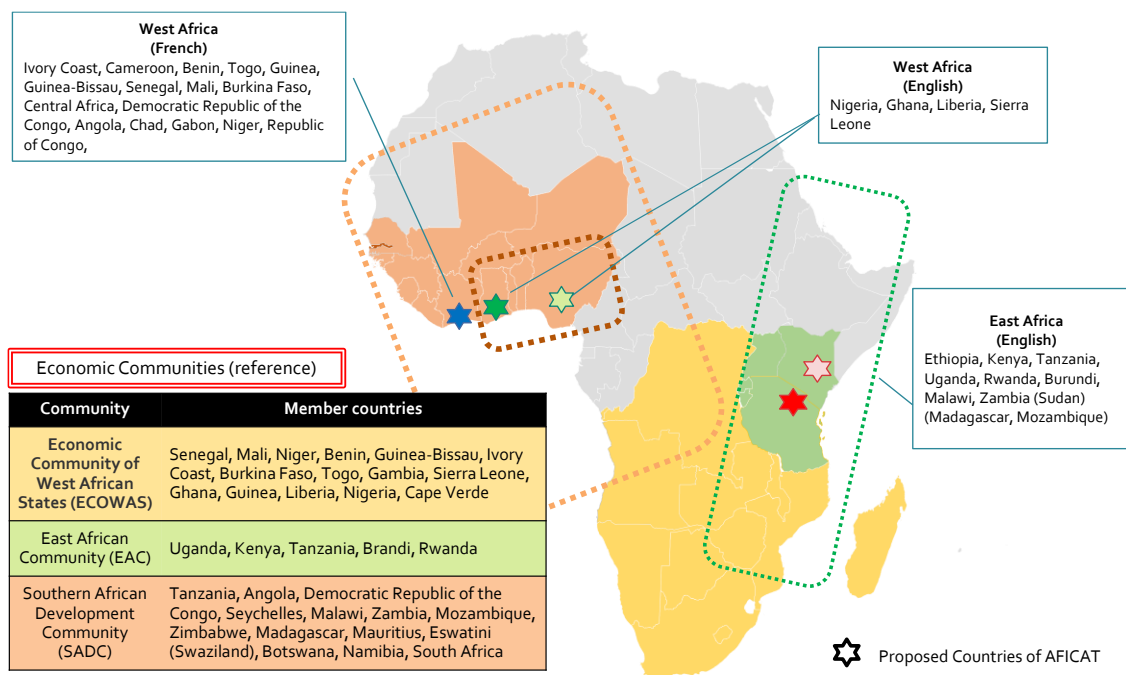 West Africa
(French)
Ivory Coast, Cameroon, Benin, Togo, Guinea,
Guinea-Bissau, Senegal, Mali, Burkina Faso,
Central Africa, Democratic Republic of the
Congo, Angola, Chad, Gabon, Niger, Republic
of Congo,
West Africa
(English)
Nigeria, Ghana, Liberia, Sierra
Leone
East Africa
(English)
Ethiopia, Kenya, Tanzania,
Uganda, Rwanda, Burundi,
Malawi, Zambia (Sudan)
(Madagascar, Mozambique)
Economic Communities (reference)
Community
Member countries
Economic
Community of
West African
States (ECOWAS)
Senegal, Mali, Niger, Benin, Guinea-Bissau, Ivory
Coast, Burkina Faso, Togo, Gambia, Sierra Leone,
Ghana, Guinea, Liberia, Nigeria, Cape Verde
East African
Community (EAC)
Uganda, Kenya, Tanzania, Brandi, Rwanda
Southern African
Development
Community
(SADC)
Tanzania, Angola, Democratic Republic of the
Congo, Seychelles, Malawi, Zambia, Mozambique,
Zimbabwe, Madagascar, Mauritius, Eswatini
(Swaziland), Botswana, Namibia, South Africa
Proposed Countries of AFICAT